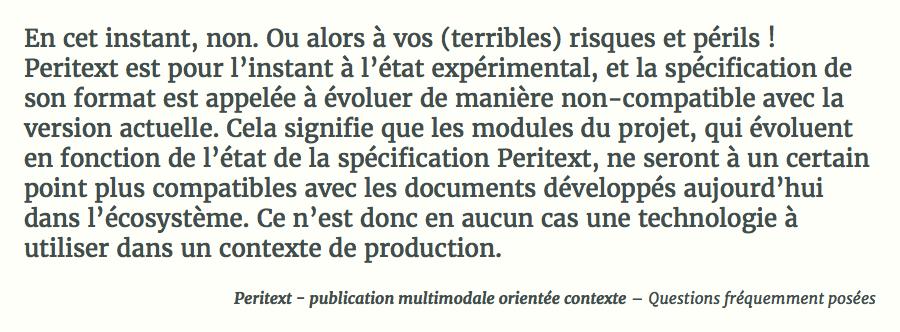 En cet instant, non. Ou alors à vos (terribles) risques et périls !
Peritext est pour l’instant à l’état expérimental, et la spécification de
son format est appelée à évoluer de manière non-compatible avec la
version actuelle. Cela signifie que les modules du projet, qui évoluent
en fonction de l’état de la spécification Peritext, ne seront à un certain
point plus compatibles avec les documents développés aujourd’hui
dans l’écosystème. Ce n’est donc en aucun cas une technologie à
utiliser dans un contexte de production.
Peritext - publication multimodale orientée contexte – Questions fréquemment posées